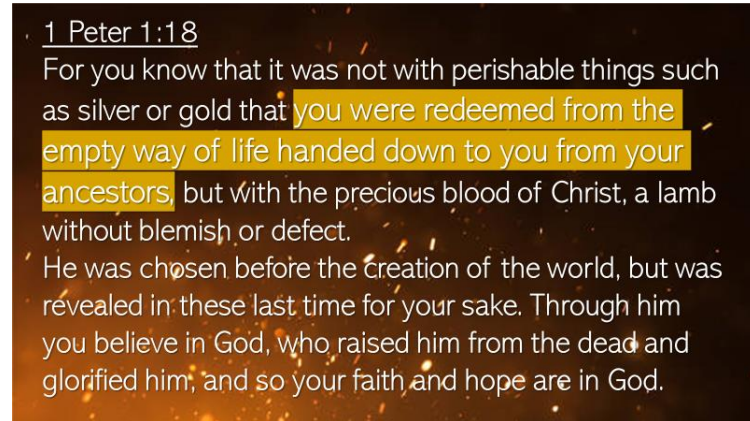 1 Peter 1:18
For you know that it was not with perishable things such
as silver or gold that you were redeemed from the
empty way of life handed down to you from your
ancestors, but with the precious blood of Christ, a lamb
without blemish or defect.
He was chosen before the creation of the world, but was
revealed in these last time for your sake. Through him
you believe in God, who raised him from the dead and
glorified him, and so your faith and hope are in God.